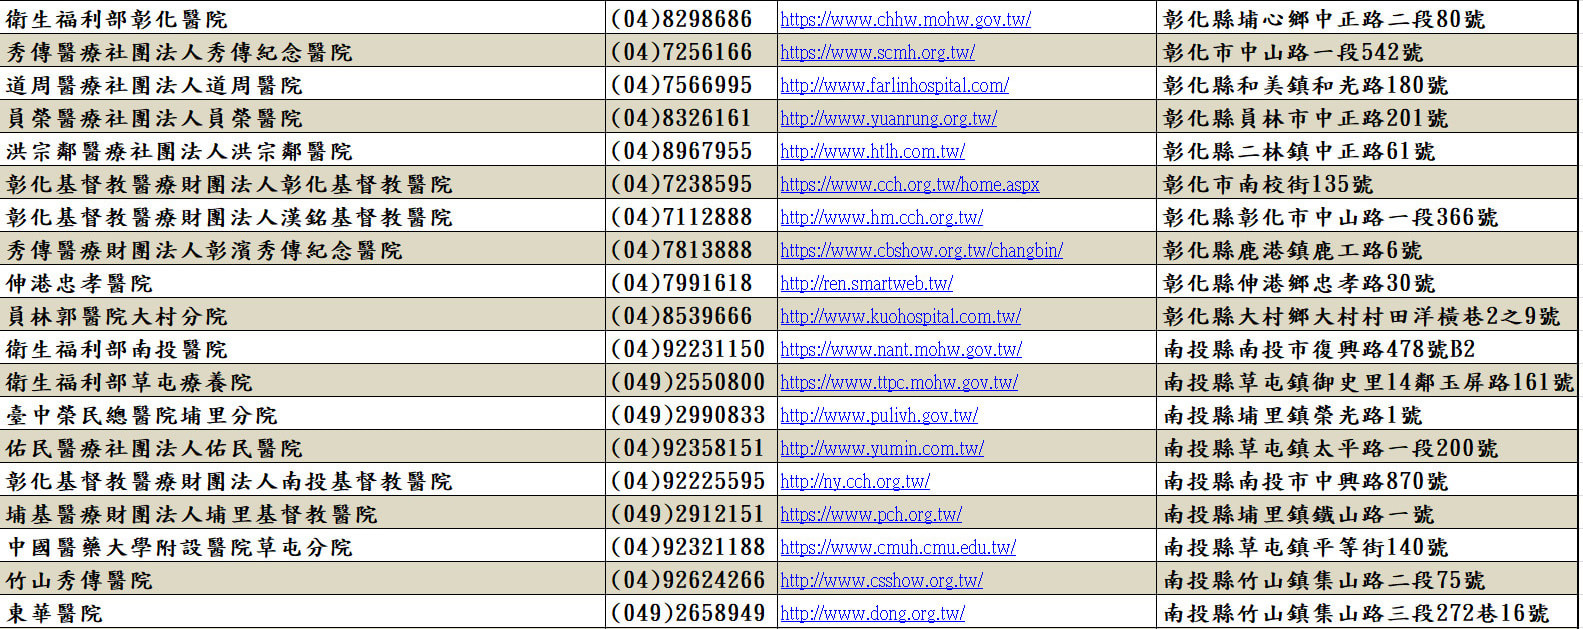 衛生福利部彰化醫院 (04)8298686 https://www.chhw.mohw.gov.tw/ 彰化縣埔心鄉中正路二段80號
秀傳醫療社團法人秀傳紀念醫院 (04)7256166 https://www.scmh.org.tw/ 彰化市中山路一段542號
道周醫療社團法人道周醫院 (04)7566995 http://www.farlinhospital.com/ 彰化縣和美鎮和光路180號
員榮醫療社團法人員榮醫院 (04)8326161 http://www.yuanrung.org.tw/ 彰化縣員林市中正路201號
洪宗鄰醫療社團法人洪宗鄰醫院 (04)8967955 http://www.htlh.com.tw/ 彰化縣二林鎮中正路61號
彰化基督教醫療財團法人彰化基督教醫院 (04)7238595 https://www.cch.org.tw/home.aspx 彰化市南校街135號
彰化基督教醫療財團法人漢銘基督教醫院 (04)7112888 http://www.hm.cch.org.tw/ 彰化縣彰化市中山路一段366號
秀傳醫療財團法人彰濱秀傳紀念醫院 (04)7813888 https://www.cbshow.org.tw/changbin/ 彰化縣鹿港鎮鹿工路6號
伸港忠孝醫院 (04)7991618 http://ren.smartweb.tw/ 彰化縣伸港鄉忠孝路30號
員林郭醫院大村分院 (04)8539666 http://www.kuohospital.com.tw/ 彰化縣大村鄉大村村田洋橫巷2之9號
衛生福利部南投醫院 (04)92231150 https://www.nant.mohw.gov.tw/ 南投縣南投市復興路478號B2
衛生福利部草屯療養院 (049)2550800 https://www.ttpc.mohw.gov.tw/ 南投縣草屯鎮御史里14鄰玉屏路161號
臺中榮民總醫院埔里分院 (049)2990833 http://www.pulivh.gov.tw/ 南投縣埔里鎮榮光路1號
佑民醫療社團法人佑民醫院 (04)92358151 http://www.yumin.com.tw/ 南投縣草屯鎮太平路一段200號
彰化基督教醫療財團法人南投基督教醫院 (04)92225595 http://ny.cch.org.tw/ 南投縣南投市中興路870號
埔基醫療財團法人埔里基督教醫院 (049)2912151 https://www.pch.org.tw/ 南投縣埔里鎮鐵山路一號
中國醫藥大學附設醫院草屯分院 (04)92321188 https://www.cmuh.cmu.edu.tw/ 南投縣草屯鎮平等街140號
竹山秀傳醫院 (04)92624266 http://www.csshow.org.tw/ 南投縣竹山鎮集山路二段75號
東華醫院 (049)2658949 http://www.dong.org.tw/ 南投縣竹山鎮集山路三段272巷16號